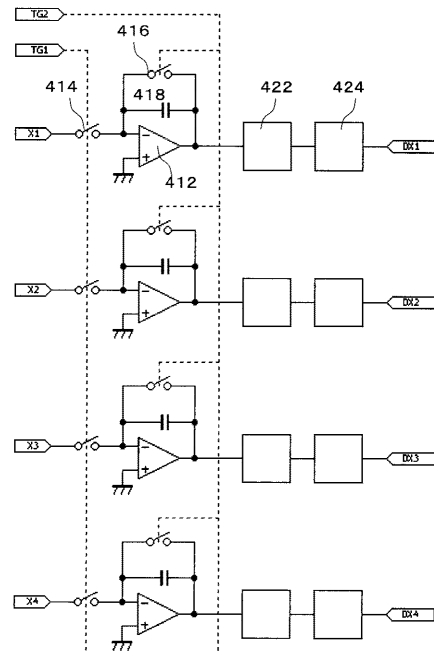 TG2
TG1
416
414
418
422
424
X1
−
+
412
DX1
X2
−
+
DX2
X3
−
+
DX3
X4
−
+
DX4